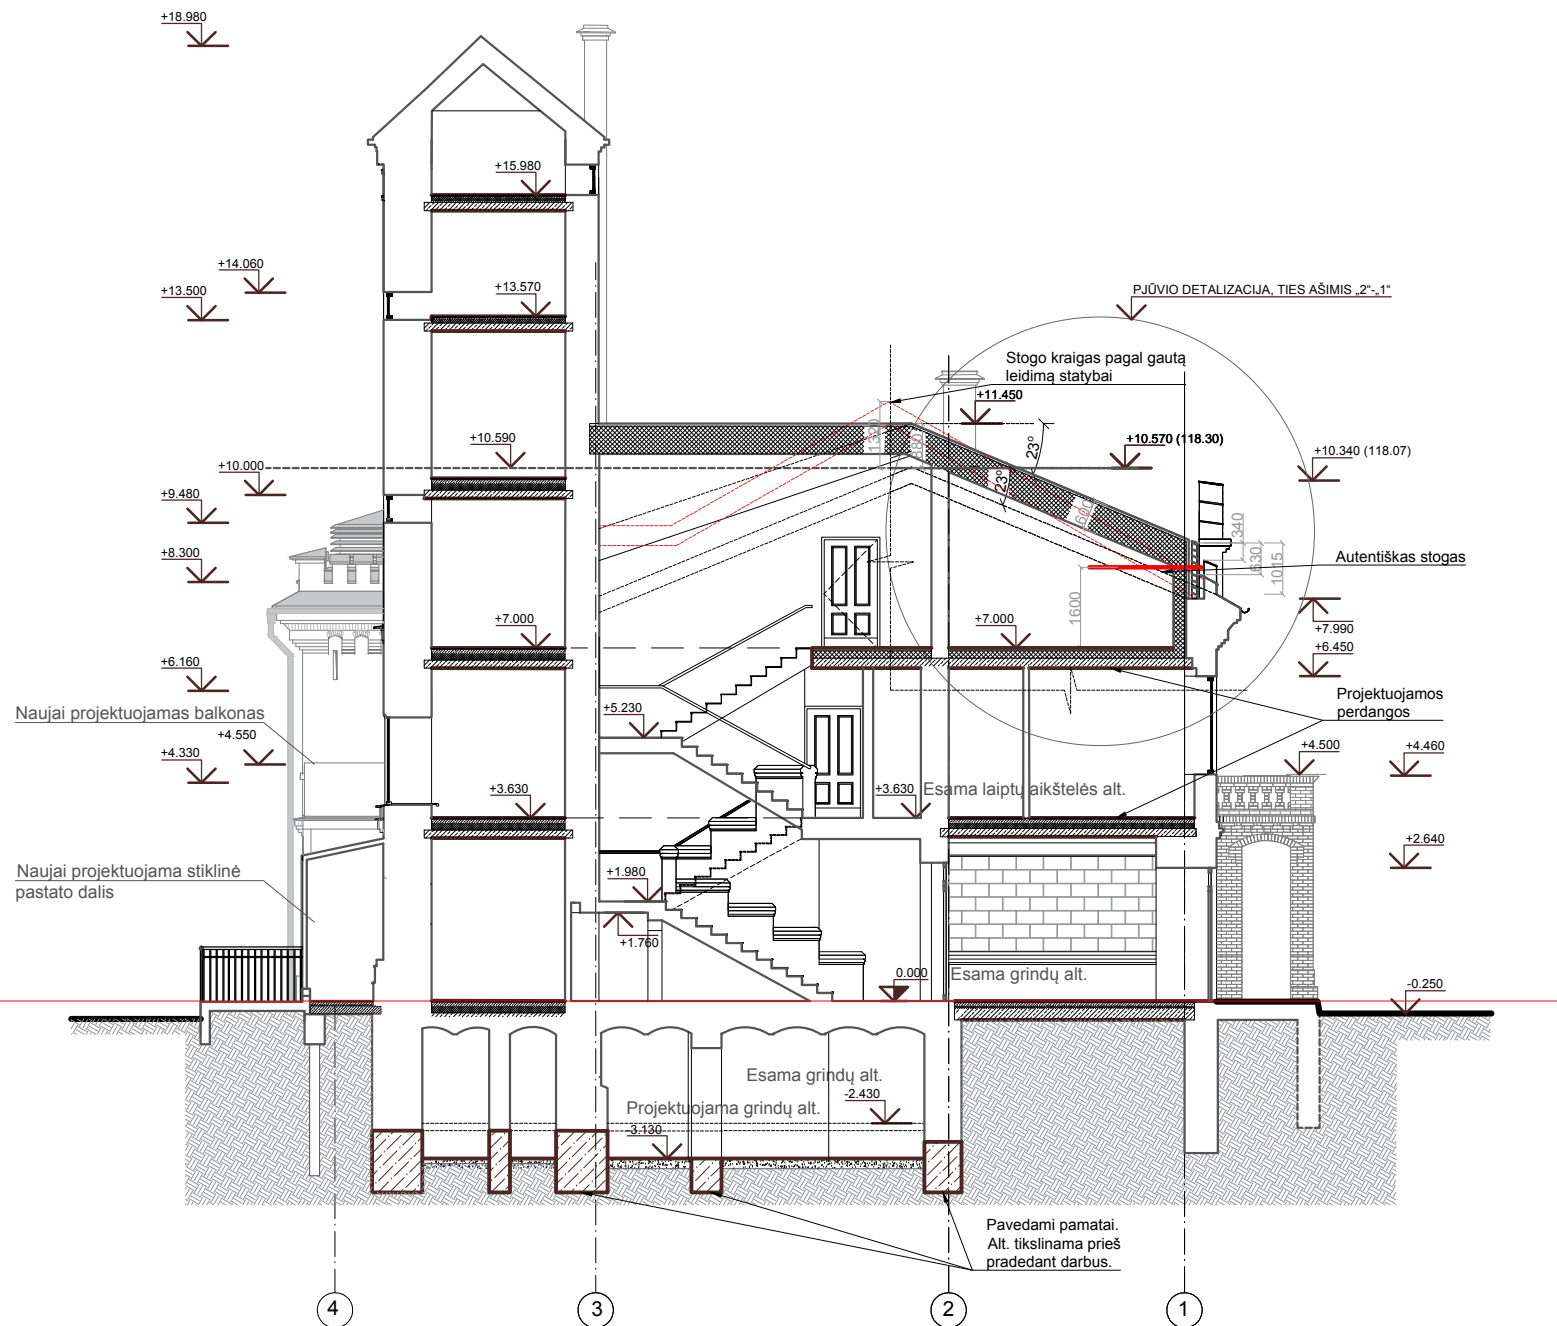 +18.980
+15.980
+14.060
+13.500
+13.570
PJŪVIO DETALIZACIJA, TIES AŠIMIS „2“-„1“
Stogo kraigas pagal gautą
leidimą statybai
+11.450
1320
880
23°
+10.590
+10.570 (118.30)
+10.340 (118.07)
+10.000
23°
600
+9.480
340
630
1015
+8.300
Autentiškas stogas
1600
+7.000
+7.000
+7.990
+6.450
+6.160
Projektuojamos
perdangos
Naujai projektuojamas balkonas
+5.230
+4.550
+4.330
+4.500
+4.460
+3.630
+3.630
Esama laiptų aikštelės alt.
+2.640
Naujai projektuojama stiklinė
pastato dalis
+1.980
+1.760
0.000
Esama grindų alt.
-0.250
Esama grindų alt.
-2.430
Projektuojama grindų alt.
-3.130
Pavedami pamatai.
Alt. tikslinama prieš
pradedant darbus.
4
3
2
1